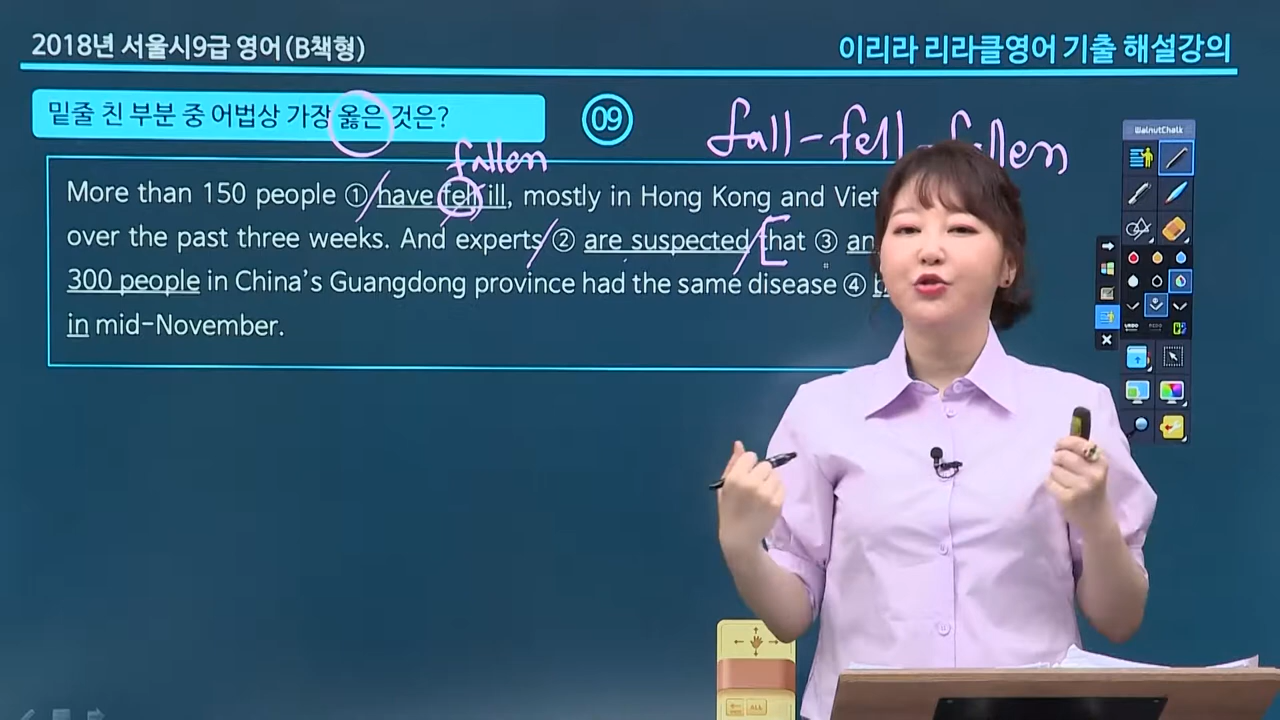 2018년 서울시9급 영어(B책형)
이리라 리라클영어 기출 해설강의
밑줄 친 부분 중 어법상 가장 옳은 것은?
09
fall-fell-fallen
fallen
WalnutChalk
More than 150 people ① have fell ill, mostly in Hong Kong and Viet
over the past three weeks. And experts ② are suspected that ③ an
300 people in China's Guangdong province had the same disease ④ b
in mid-November.
ALL